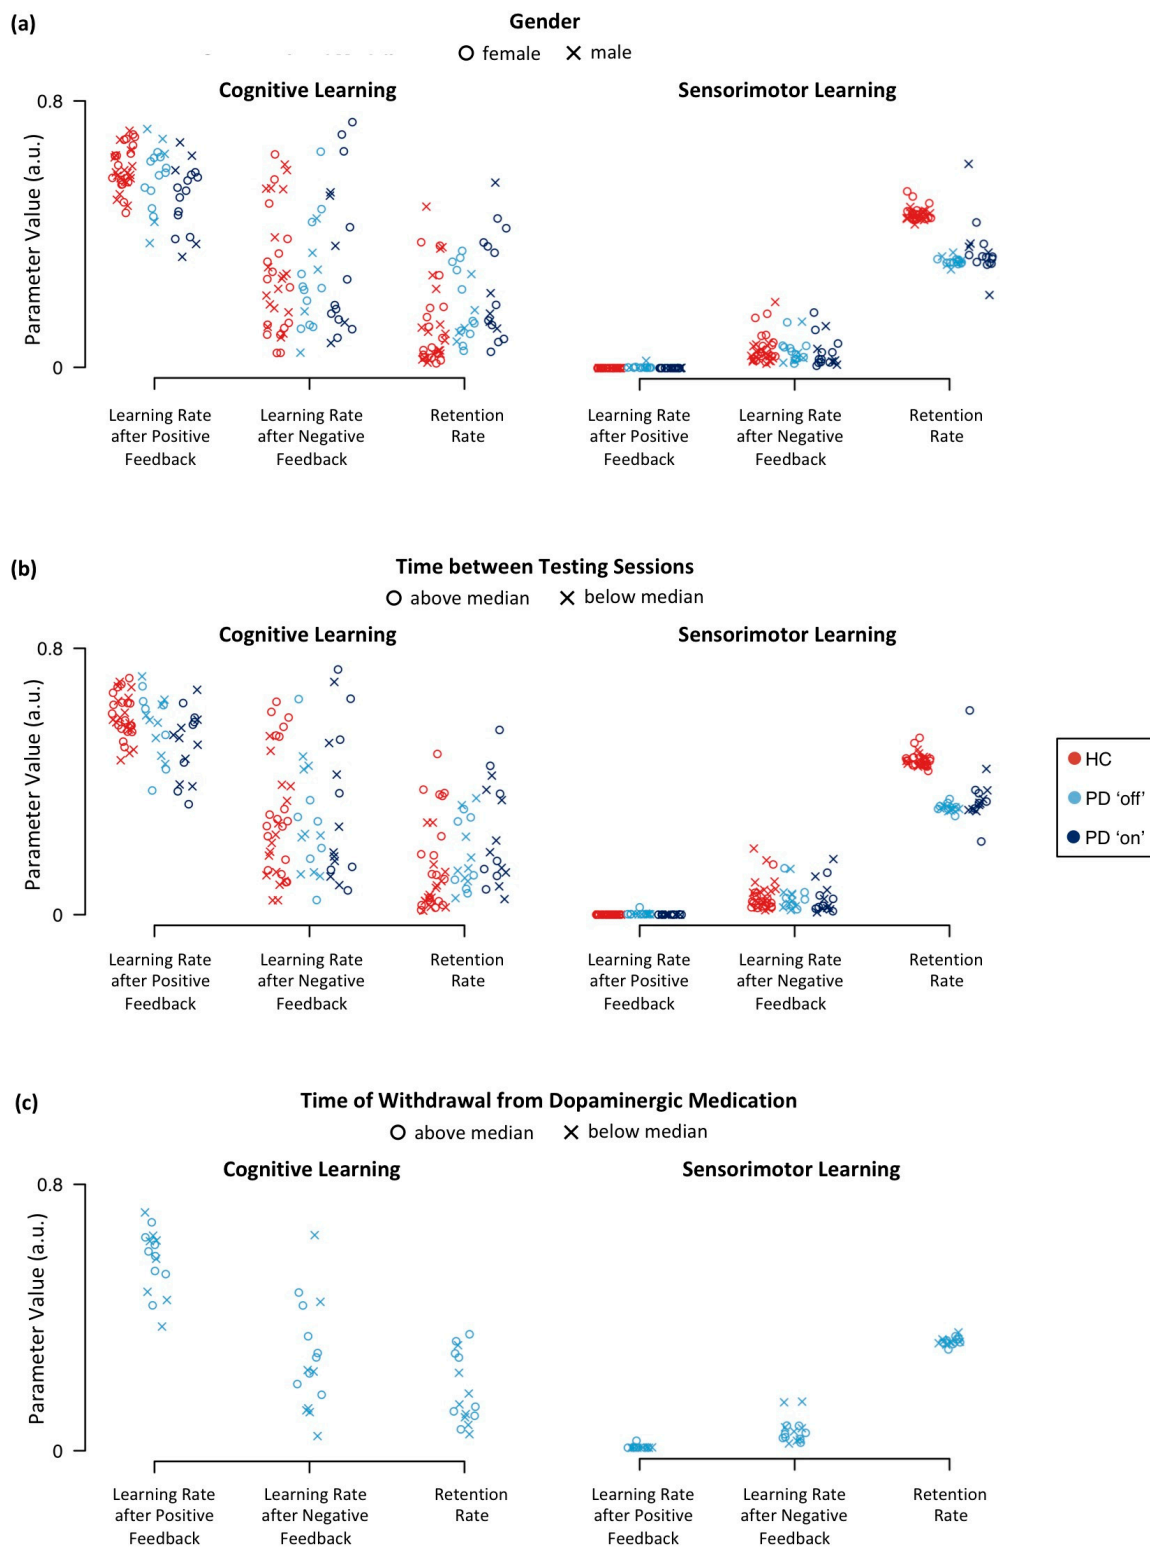 (a)
Gender
female male
Cognitive Learning Sensorimotor Learning
0.8
Parameter Value (a.u.)
0
Learning Rate Learning Rate Retention Learning Rate Learning Rate Retention
after Positive after Negative Rate after Positive after Negative Rate
Feedback Feedback Feedback Feedback
(b)
Time between Testing Sessions
above median below median
Cognitive Learning Sensorimotor Learning
0.8
Parameter Value (a.u.)
0
HC
PD ‘off’
PD ‘on’
Learning Rate Learning Rate Retention Learning Rate Learning Rate Retention
after Positive after Negative Rate after Positive after Negative Rate
Feedback Feedback Feedback Feedback
(c)
Time of Withdrawal from Dopaminergic Medication
above median below median
Cognitive Learning Sensorimotor Learning
0.8
Parameter Value (a.u.)
0
Learning Rate Learning Rate Retention Learning Rate Learning Rate Retention
after Positive after Negative Rate after Positive after Negative Rate
Feedback Feedback Feedback Feedback